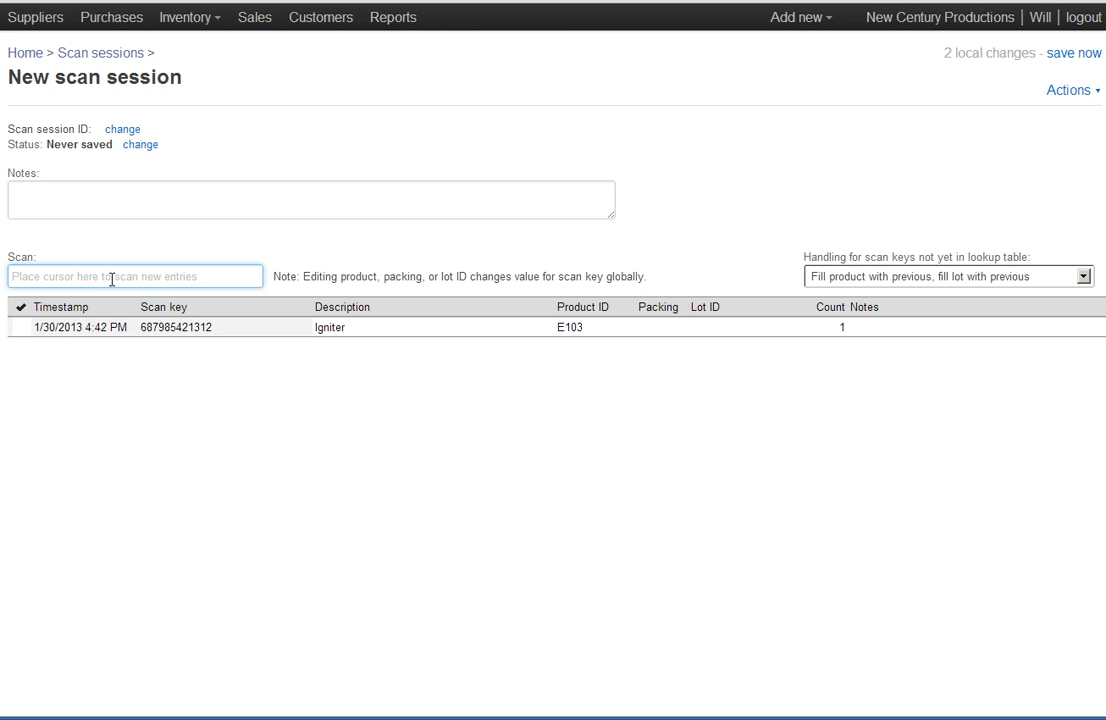 Suppliers Purchases Inventory Sales Customers Reports Add new New Century Productions | Will | logout
Home > Scan sessions >
2 local changes - save now
New scan session
Actions
Scan session ID: change
Status: Never saved change
Notes:
Scan:
Handling for scan keys not yet in lookup table:
Place cursor here to scan new entries
Note: Editing product, packing, or lot ID changes value for scan key globally.
Fill product with previous, fill lot with previous
Timestamp Scan key Description Product ID Packing Lot ID Count Notes
1/30/2013 4:42 PM 687985421312 Igniter E103 1